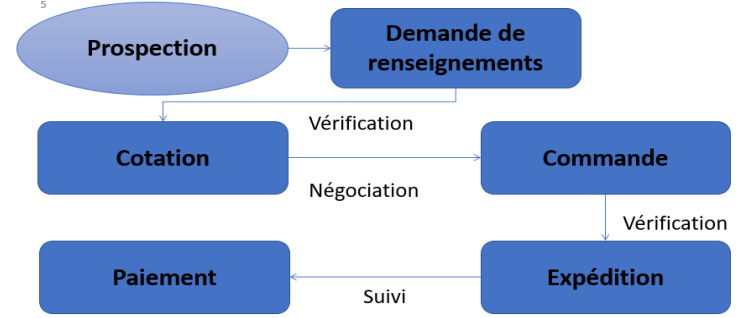 5
Prospection
Demande de
renseignements
Vérification
Cotation
Commande
Négociation
Vérification
Paiement
Expédition
Suivi